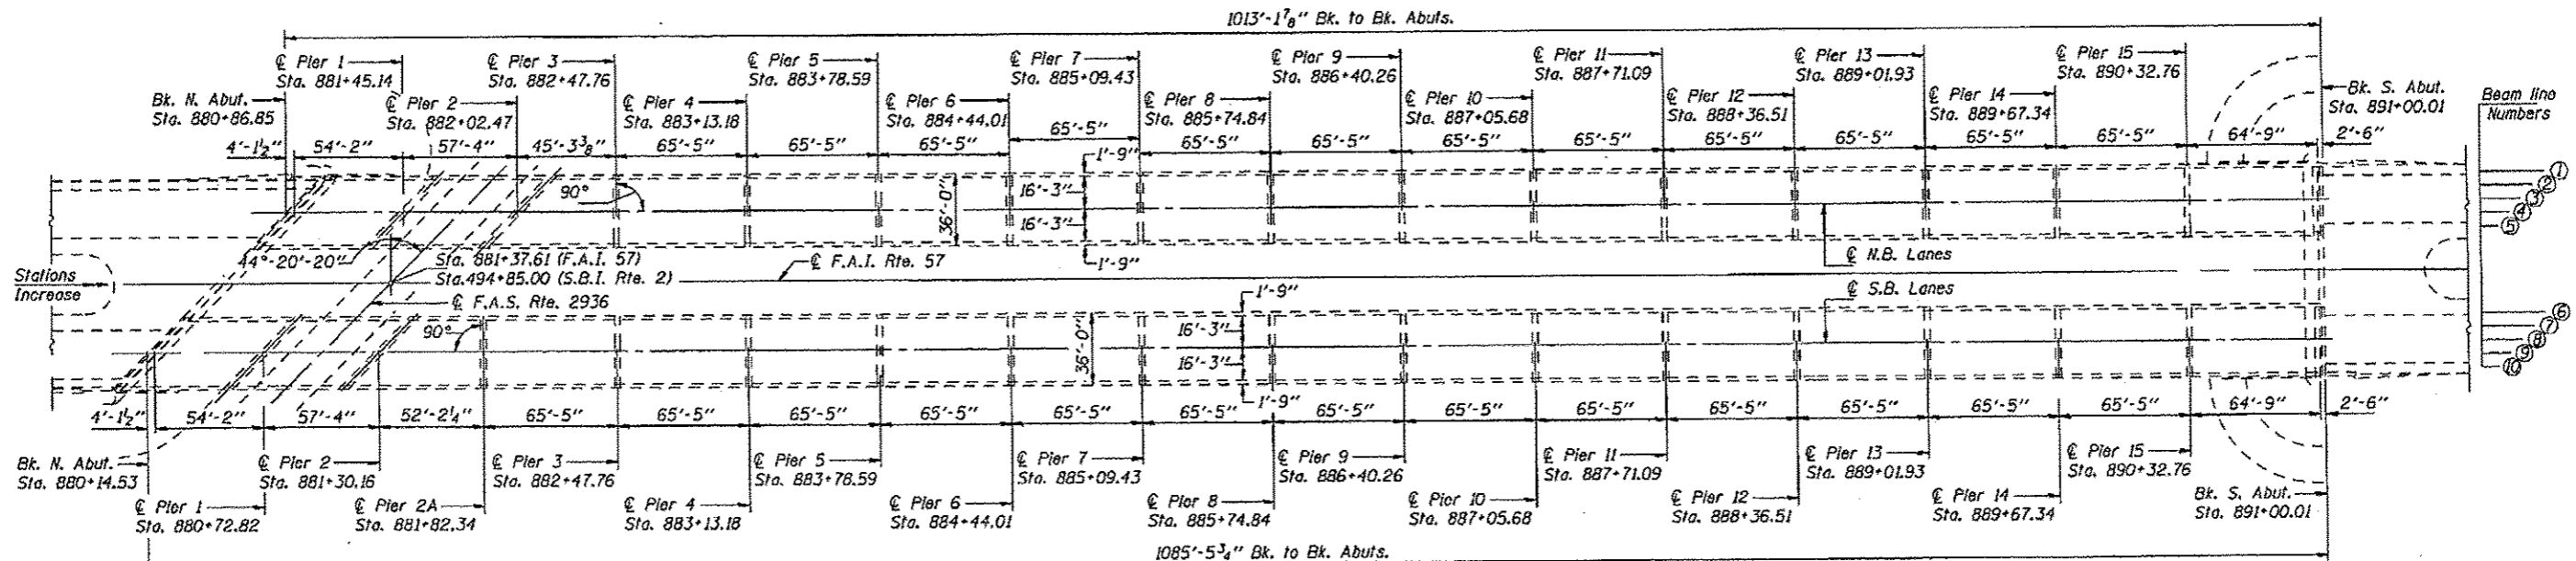 1013'-1⅞" Bk. to Bk. Abuts.
℄ Pier 1
Sta. 881+45.14
℄ Pier 3
Sta. 882+47.76
℄ Pier 5
Sta. 883+78.59
℄ Pier 7
Sta. 885+09.43
℄ Pier 9
Sta. 886+40.26
℄ Pier 11
Sta. 887+71.09
℄ Pier 13
Sta. 889+01.93
℄ Pier 15
Sta. 890+32.76
Bk. N. Abut.
Sta. 880+86.85
℄ Pier 2
Sta. 882+02.47
℄ Pier 4
Sta. 883+13.18
℄ Pier 6
Sta. 884+44.01
℄ Pier 8
Sta. 885+74.84
℄ Pier 10
Sta. 887+05.68
℄ Pier 12
Sta. 888+36.51
℄ Pier 14
Sta. 889+67.34
Bk. S. Abut.
Sta. 891+00.01
Beam line
Numbers
4'-1½" 54'-2" 57'-4" 45'-3⅜" 65'-5" 65'-5" 65'-5" 65'-5" 65'-5" 65'-5" 65'-5" 65'-5" 65'-5" 65'-5" 65'-5" 65'-5" 64'-9" 2'-6"
90°
36'-0"
1'-9"
16'-3"
16'-3"
1'-9"
① ② ③ ④ ⑤
44°-20'-20"
Sta. 881+37.61 (F.A.I. 57)
Sta. 494+85.00 (S.B.I. Rte. 2)
℄ F.A.I. Rte. 57
℄ N.B. Lanes
Stations
Increase
℄ F.A.S. Rte. 2936
℄ S.B. Lanes
90°
36'-0"
1'-9"
16'-3"
16'-3"
1'-9"
⑥ ⑦ ⑧ ⑨ ⑩
4'-1½" 54'-2" 57'-4" 52'-2¼" 65'-5" 65'-5" 65'-5" 65'-5" 65'-5" 65'-5" 65'-5" 65'-5" 65'-5" 65'-5" 65'-5" 65'-5" 65'-5" 64'-9" 2'-6"
Bk. N. Abut.
Sta. 880+14.53
℄ Pier 2
Sta. 881+30.16
℄ Pier 3
Sta. 882+47.76
℄ Pier 5
Sta. 883+78.59
℄ Pier 7
Sta. 885+09.43
℄ Pier 9
Sta. 886+40.26
℄ Pier 11
Sta. 887+71.09
℄ Pier 13
Sta. 889+01.93
℄ Pier 15
Sta. 890+32.76
℄ Pier 1
Sta. 880+72.82
℄ Pier 2A
Sta. 881+82.34
℄ Pier 4
Sta. 883+13.18
℄ Pier 6
Sta. 884+44.01
℄ Pier 8
Sta. 885+74.84
℄ Pier 10
Sta. 887+05.68
℄ Pier 12
Sta. 888+36.51
℄ Pier 14
Sta. 889+67.34
Bk. S. Abut.
Sta. 891+00.01
1085'-5¾" Bk. to Bk. Abuts.